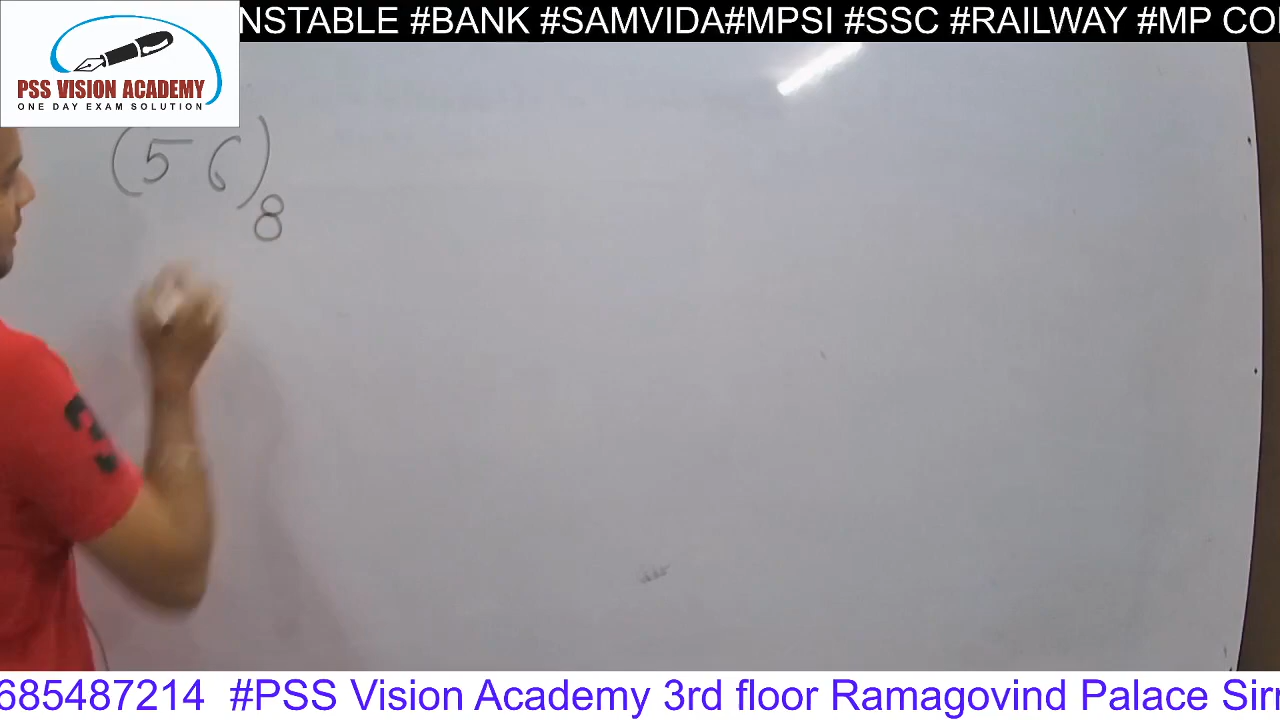 NSTABLE #BANK #SAMVIDA#MPSI #SSC #RAILWAY #MP CO
PSS VISION ACADEMY
ONE DAY EXAM SOLUTION
(56)8
685487214 #PSS Vision Academy 3rd floor Ramagovind Palace Sir